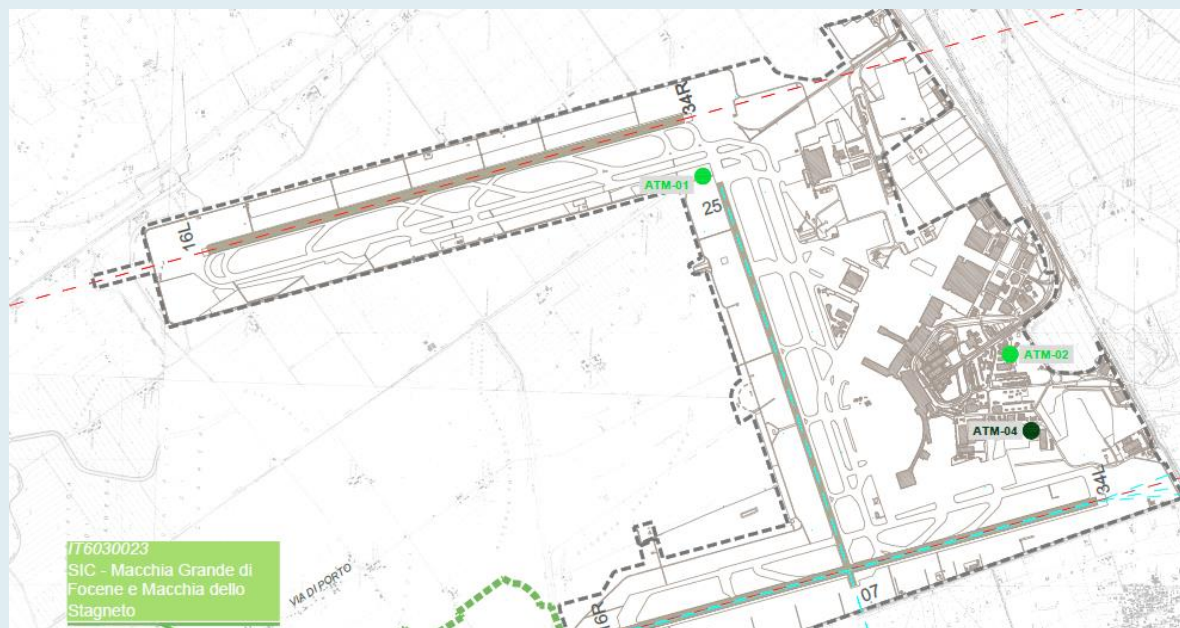 34R
ATM-01
25
16L
ATM-02
ATM-04
34L
IT6030023
SIC - Macchia Grande di
Focene e Macchia dello
Stagneto
VIA DI PORTO
07
16R